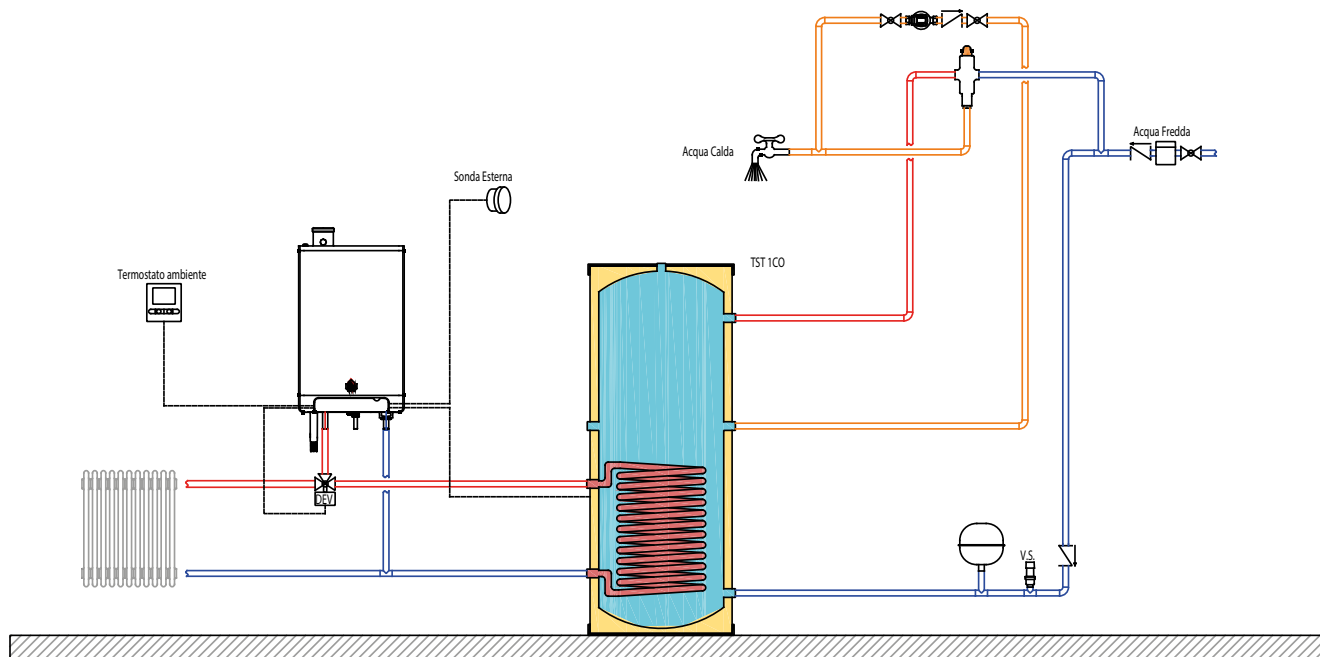 Acqua Fredda
Acqua Calda
Sonda Esterna
TST 1CO
Termostato ambiente
DEV
V.S.